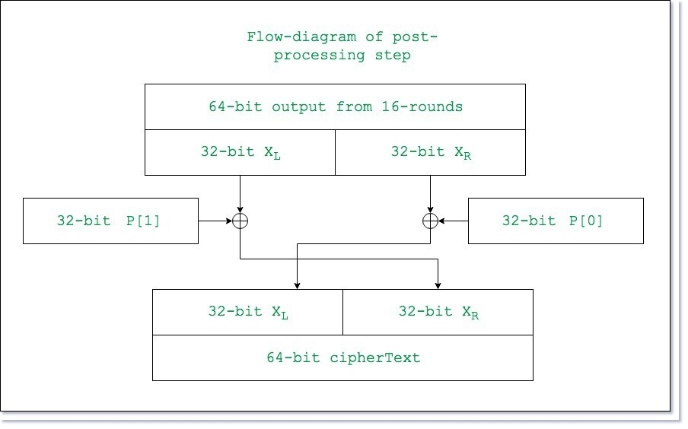 Flow-diagram of post-
processing step
64-bit output from 16-rounds
32-bit XL 32-bit XR
32-bit P[1] 32-bit P[0]
32-bit XL 32-bit XR
64-bit cipherText